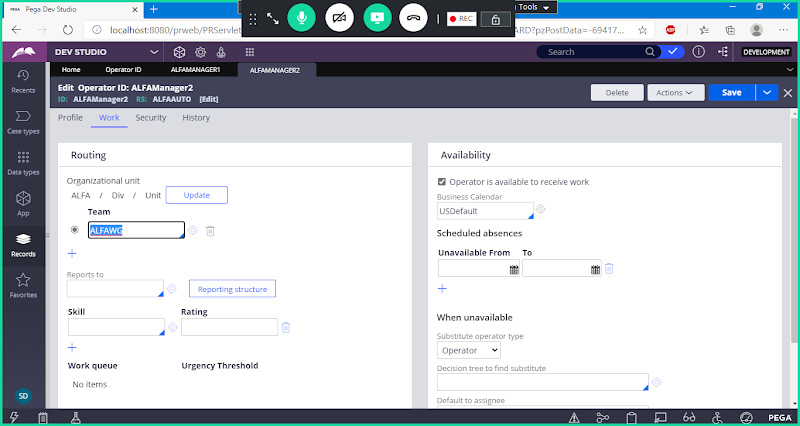 PEGA Pega Dev Studio
Tools
REC
localhost:8080/prweb/PRServlet
ARD?pzPostData=-69417...
DEV STUDIO
Search
DEVELOPMENT
Home
Operator ID
ALFAMANAGER1
ALFAMANAGER2
Edit Operator ID: ALFAManager2
ID: ALFAManager2 RS: ALFAAUTO [Edit]
Delete
Actions
Save
Profile
Work
Security
History
Recents
Case types
Data types
App
Records
Favorites
SD
Routing
Organizational unit
ALFA / Div / Unit
Update
Team
ALFAWG
Reports to
Reporting structure
Skill
Rating
Work queue
Urgency Threshold
No items
Availability
Operator is available to receive work
Business Calendar
USDefault
Scheduled absences
Unavailable From
To
When unavailable
Substitute operator type
Operator
Decision tree to find substitute
Default to assignee
PEGA